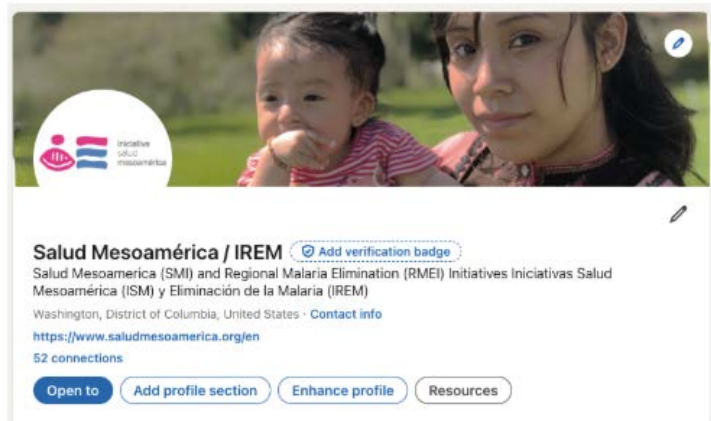 iniciativa
salud
mesoamérica
Salud Mesoamérica / IREM Add verification badge
Salud Mesoamerica (SMI) and Regional Malaria Elimination (RMEI) Initiatives Iniciativas Salud
Mesoamérica (ISM) y Eliminación de la Malaria (IREM)
Washington, District of Columbia, United States · Contact info
https://www.saludmesoamerica.org/en
52 connections
Open to Add profile section Enhance profile Resources